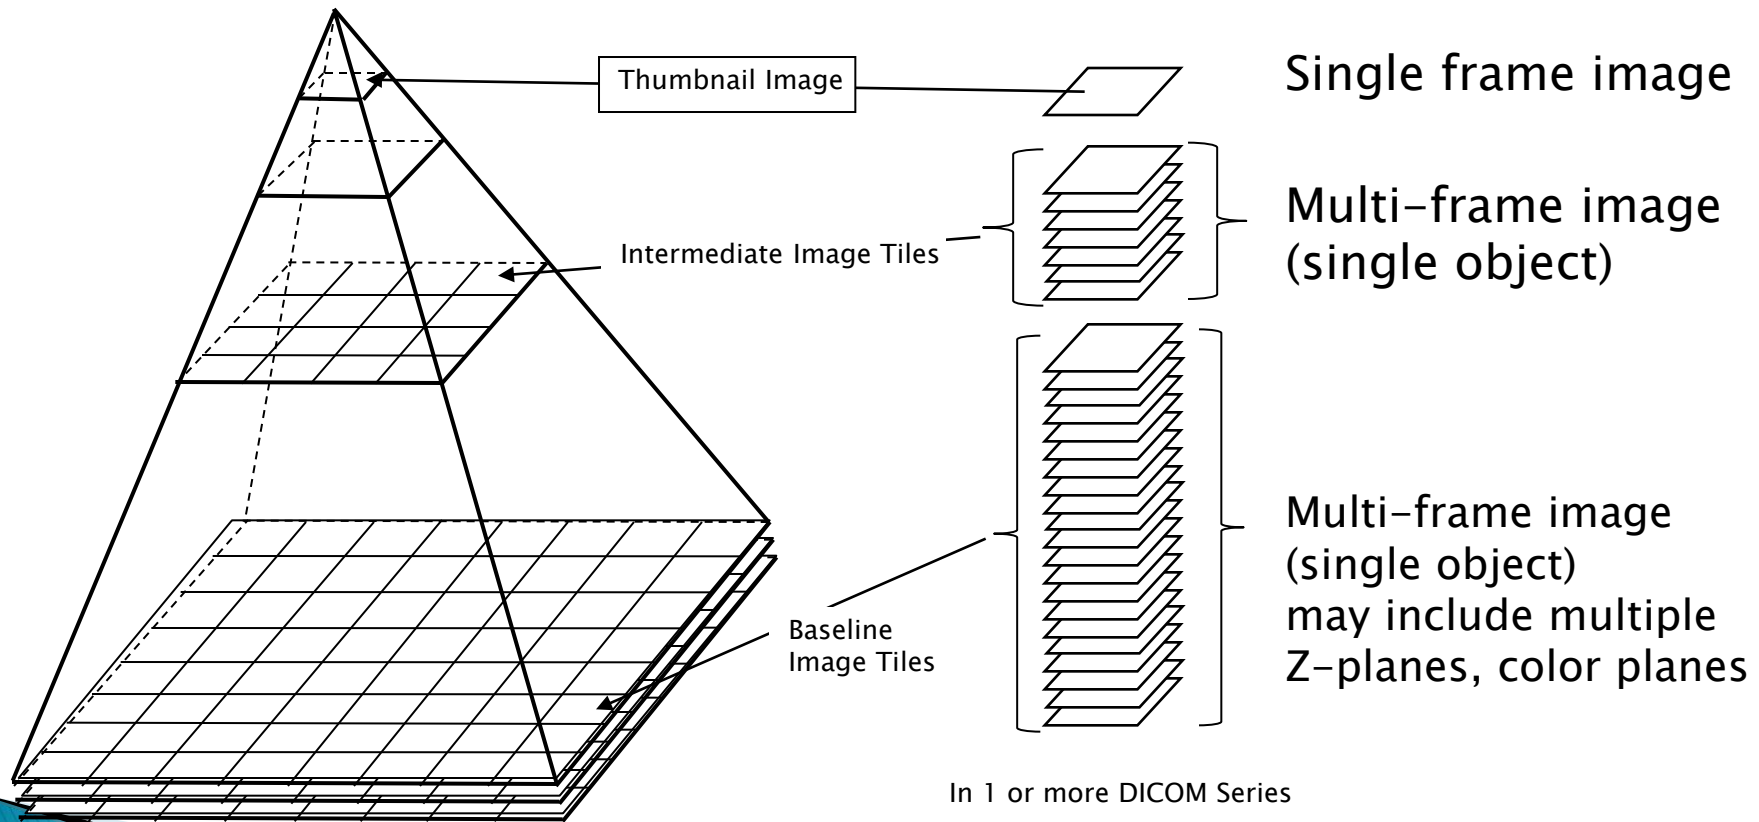 Thumbnail Image
Single frame image
Intermediate Image Tiles
Multi-frame image
(single object)
Baseline
Image Tiles
Multi-frame image
(single object)
may include multiple
Z-planes, color planes
In 1 or more DICOM Series